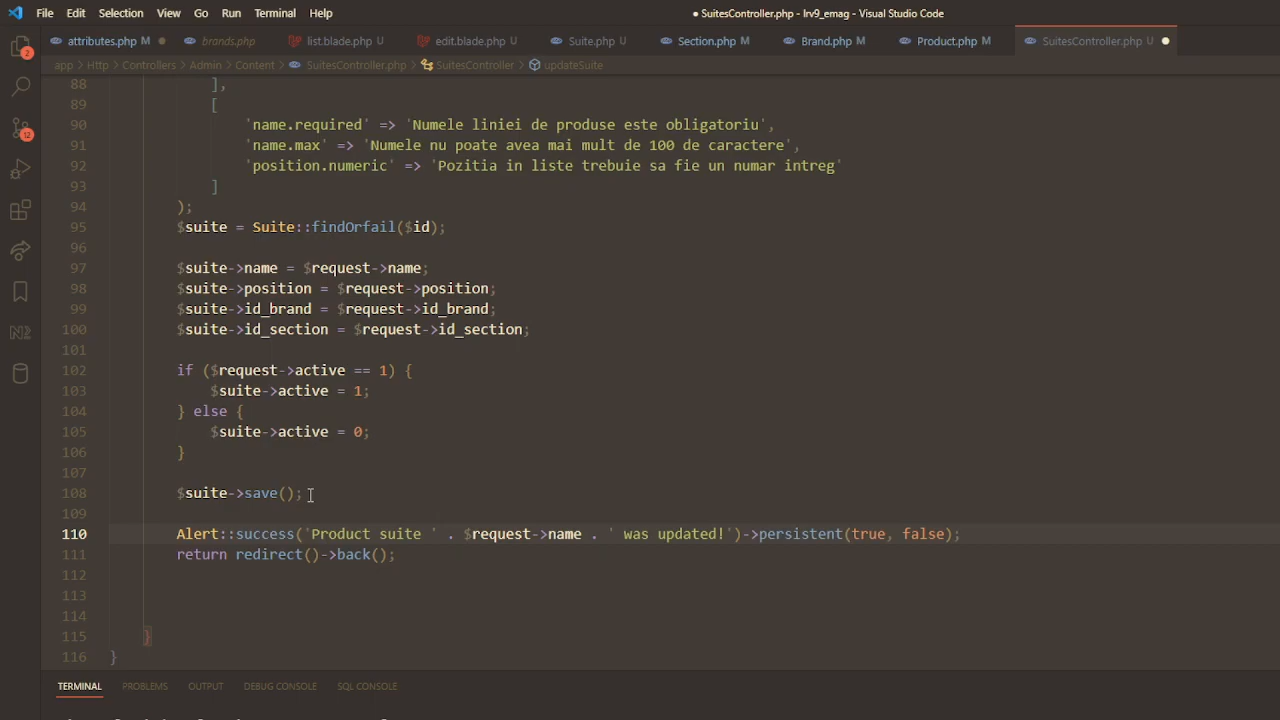 File Edit Selection View Go Run Terminal Help
● SuitesController.php - lrv9_emag - Visual Studio Code
attributes.php M ● brands.php list.blade.php U edit.blade.php U Suite.php U Section.php M Brand.php M Product.php M SuitesController.php U ●
app > Http > Controllers > Admin > Content > SuitesController.php > SuitesController > updateSuite
2
12
88 ],
89 [
90 'name.required' => 'Numele liniei de produse este obligatoriu',
91 'name.max' => 'Numele nu poate avea mai mult de 100 de caractere',
92 'position.numeric' => 'Pozitia in liste trebuie sa fie un numar intreg'
93 ]
94 );
95 $suite = Suite::findOrfail($id);
96
97 $suite->name = $request->name;
98 $suite->position = $request->position;
99 $suite->id_brand = $request->id_brand;
100 $suite->id_section = $request->id_section;
101
102 if ($request->active == 1) {
103 $suite->active = 1;
104 } else {
105 $suite->active = 0;
106 }
107
108 $suite->save();
109
110 Alert::success('Product suite ' . $request->name . ' was updated!')->persistent(true, false);
111 return redirect()->back();
112
113
114
115 }
116 }
TERMINAL PROBLEMS OUTPUT DEBUG CONSOLE SQL CONSOLE